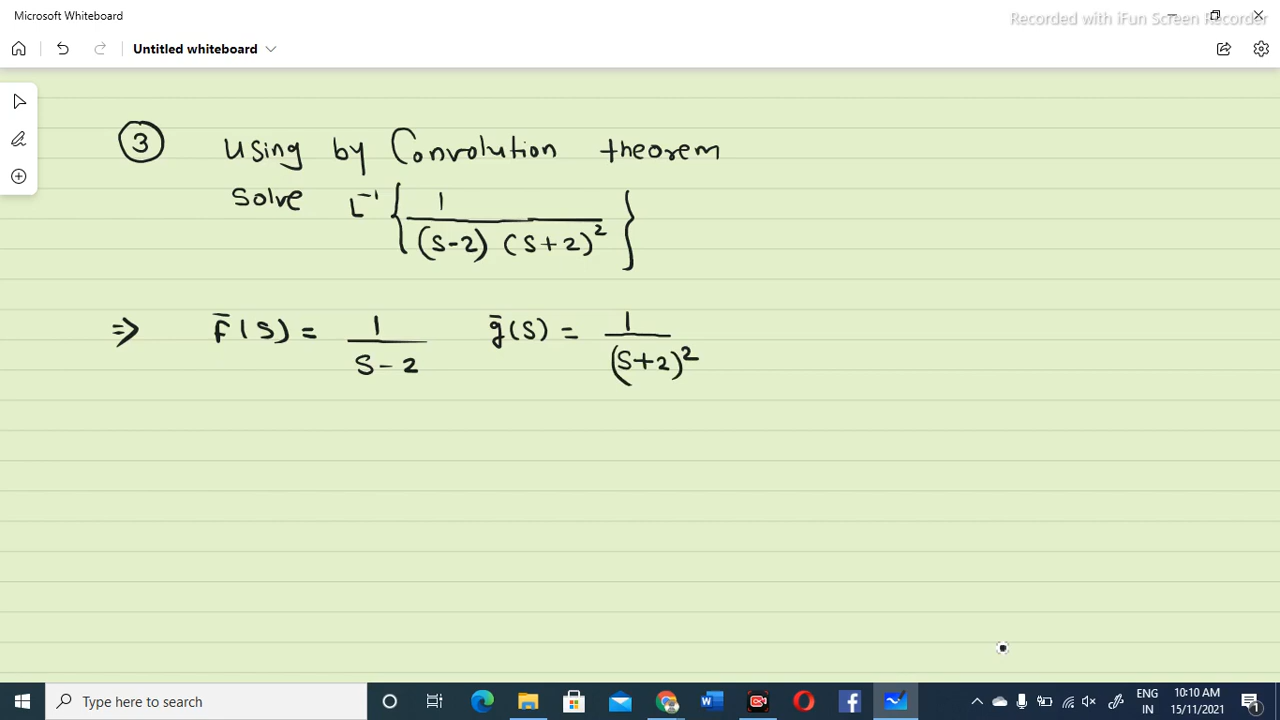 Microsoft Whiteboard
Recorded with iFun Screen Recorder
Untitled whiteboard
③ Using by Convolution theorem
Solve L⁻¹ { 1 / (S-2) (S+2)² }
⇒ f̄(S) = 1 / S-2 ḡ(S) = 1 / (S+2)²
Type here to search
ENG
IN
10:10 AM
15/11/2021
1